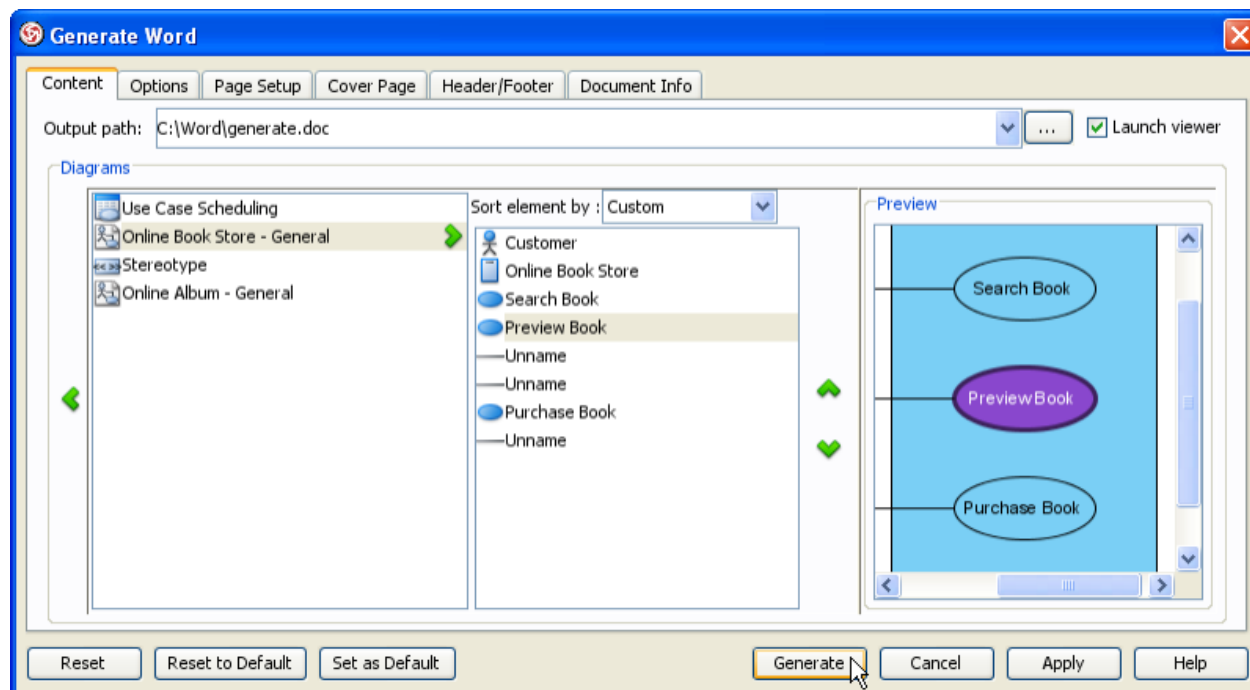 Generate Word
Content Options Page Setup Cover Page Header/Footer Document Info
Output path: C:\Word\generate.doc ... Launch viewer
Diagrams
Use Case Scheduling
Online Book Store - General
Stereotype
Online Album - General
Sort element by : Custom
Customer
Online Book Store
Search Book
Preview Book
Unname
Unname
Purchase Book
Unname
Preview
Search Book
Preview Book
Purchase Book
Reset Reset to Default Set as Default Generate Cancel Apply Help